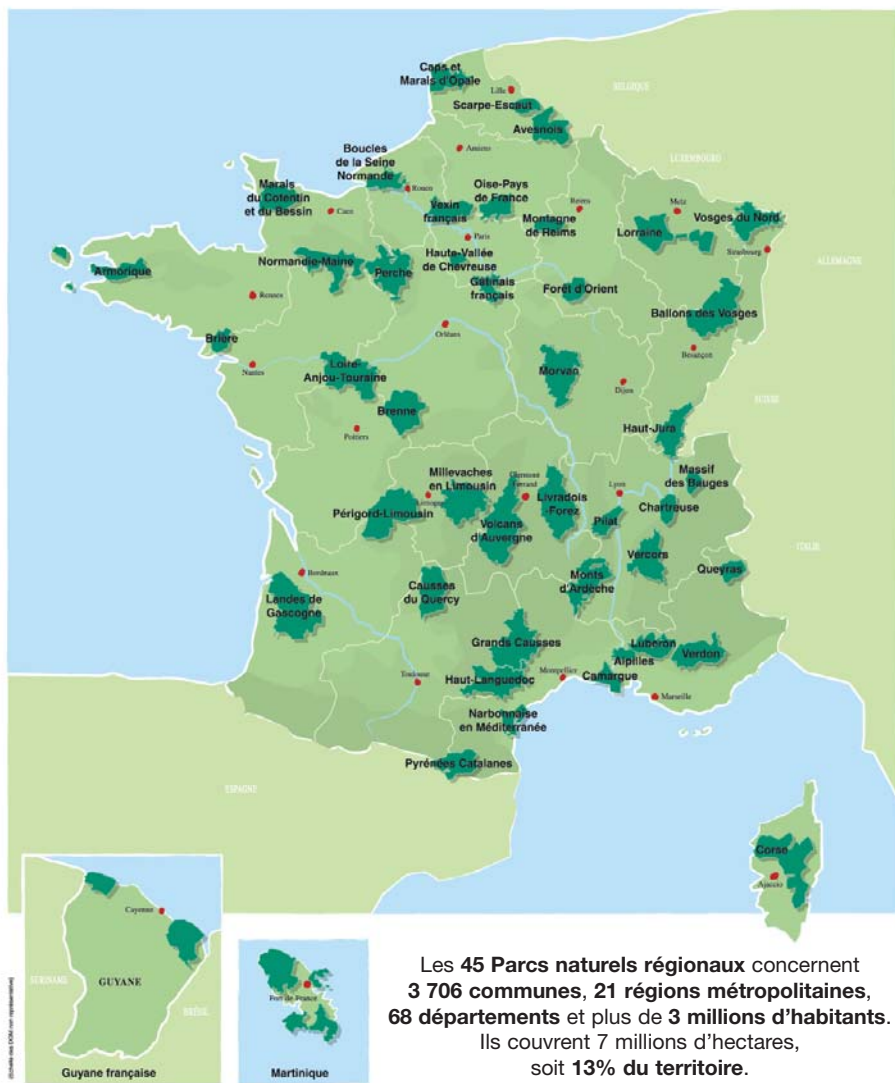 Caps et
Marais d'Opale
Lille
BELGIQUE
Scarpe-Escaut
Avesnois
Amiens
LUXEMBOURG
Boucles
de la Seine
Normande
Rouen
Oise-Pays
de France
Reims
Metz
Marais
du Cotentin
et du Bessin
Caen
Vexin
français
Montagne
de Reims
Lorraine
Vosges du Nord
Paris
Strasbourg
ALLEMAGNE
Armorique
Normandie-Maine
Perche
Haute-Vallée
de Chevreuse
Gâtinais
français
Forêt d'Orient
Rennes
Ballons des Vosges
Orléans
Brière
Nantes
Loire-
Anjou-Touraine
Morvan
Besançon
Dijon
SUISSE
Brenne
Poitiers
Haut-Jura
Millevaches
en Limousin
Clermont
Ferrand
Lyon
Massif
des Bauges
Limoges
Périgord-Limousin
Volcans
d'Auvergne
Livradois
-Forez
Pilat
Chartreuse
ITALIE
Vercors
Queyras
Bordeaux
Landes de
Gascogne
Causses
du Quercy
Monts
d'Ardèche
Grands Causses
Luberon
Verdon
Alpilles
Toulouse
Haut-Languedoc
Montpellier
Camargue
Marseille
Narbonnaise
en Méditerranée
Pyrénées Catalanes
ESPAGNE
Corse
Ajaccio
Cayenne
SURINAME
GUYANE
BRÉSIL
Guyane française
Fort de France
Martinique
(Échelle des DOM non représentative)
Les 45 Parcs naturels régionaux concernent
3 706 communes, 21 régions métropolitaines,
68 départements et plus de 3 millions d'habitants.
Ils couvrent 7 millions d'hectares,
soit 13% du territoire.